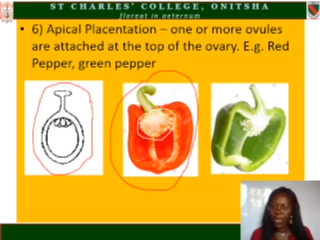 ST CHARLES' COLLEGE, ONITSHA
floreat in aeternum
• 6) Apical Placentation – one or more ovules
are attached at the top of the ovary. E.g. Red
Pepper, green pepper